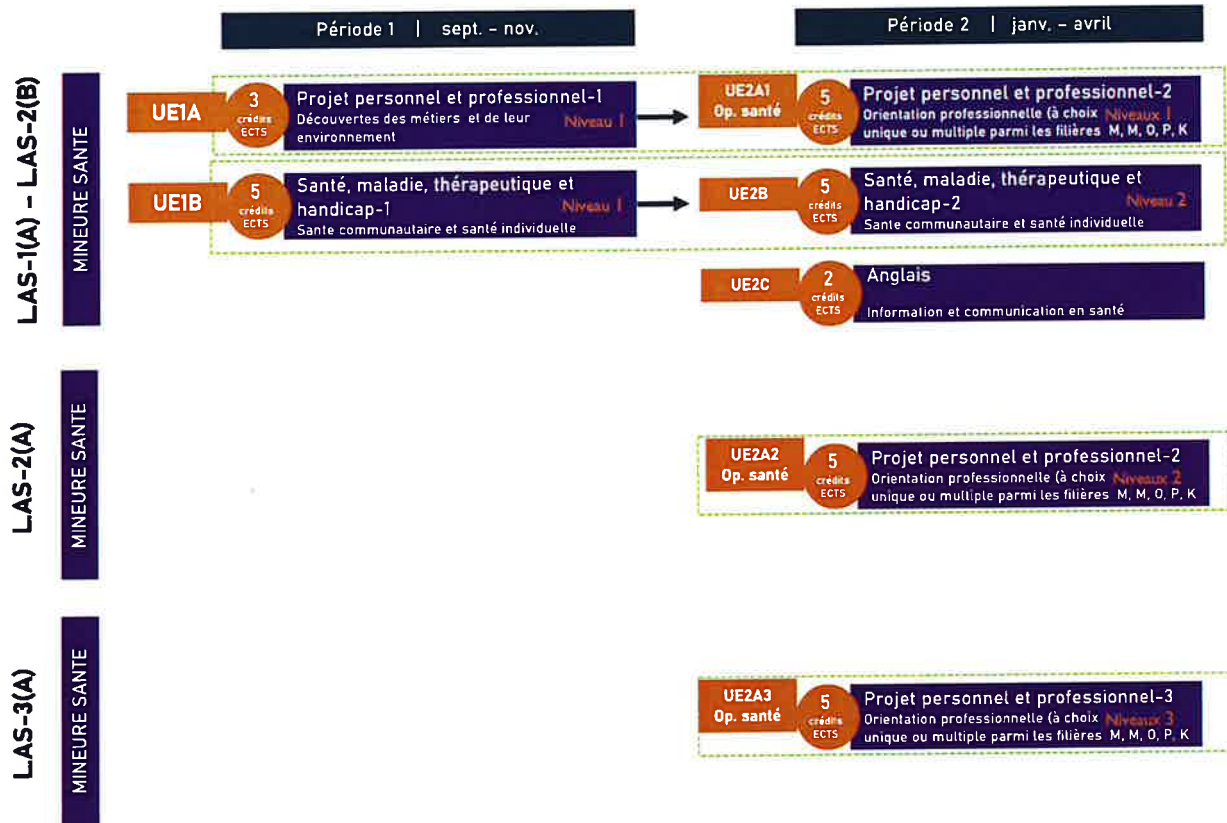 Période 1 | sept. – nov.
Période 2 | janv. – avril
LAS-1(A) – LAS-2(B)
MINEURE SANTE
UE1A
3
crédits
ECTS
Projet personnel et professionnel-1
Découvertes des métiers et de leur
environnement
Niveau 1
UE2A1
Op. santé
5
crédits
ECTS
Projet personnel et professionnel-2
Orientation professionnelle (à choix Niveaux 1
unique ou multiple parmi les filières M, M, O, P, K
UE1B
5
crédits
ECTS
Santé, maladie, thérapeutique et
handicap-1
Niveau 1
Sante communautaire et santé individuelle
UE2B
5
crédits
ECTS
Santé, maladie, thérapeutique et
handicap-2
Niveau 2
Sante communautaire et santé individuelle
UE2C
2
crédits
ECTS
Anglais
Information et communication en santé
LAS-2(A)
MINEURE SANTE
UE2A2
Op. santé
5
crédits
ECTS
Projet personnel et professionnel-2
Orientation professionnelle (à choix Niveaux 2
unique ou multiple parmi les filières M, M, O, P, K
LAS-3(A)
MINEURE SANTE
UE2A3
Op. santé
5
crédits
ECTS
Projet personnel et professionnel-3
Orientation professionnelle (à choix Niveaux 3
unique ou multiple parmi les filières M, M, O, P, K